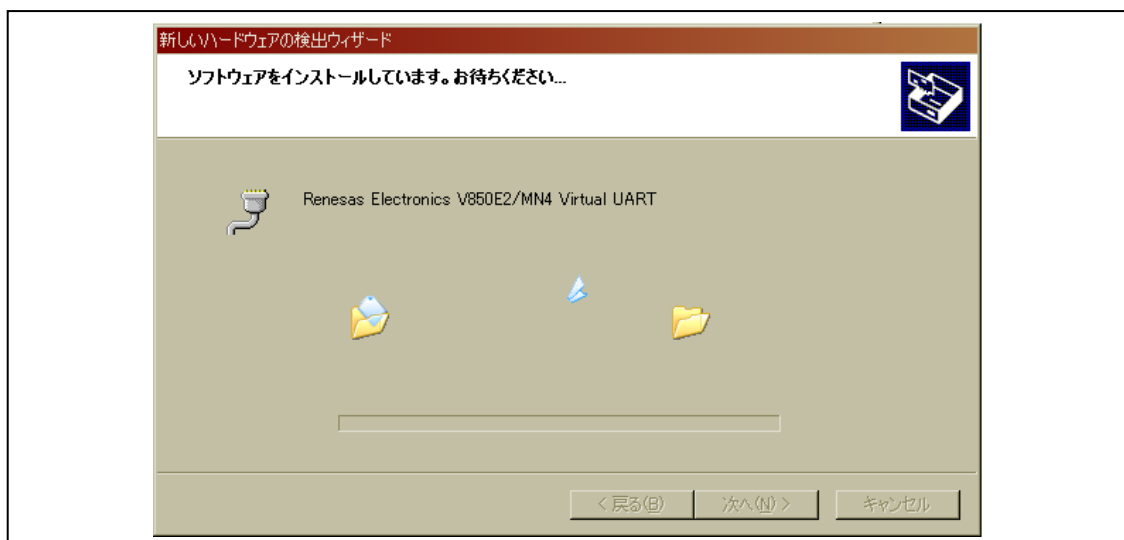 新しいハードウェアの検出ウィザード
ソフトウェアをインストールしています。お待ちください...
Renesas Electronics V850E2/MN4 Virtual UART
< 戻る(B)
次へ(N) >
キャンセル